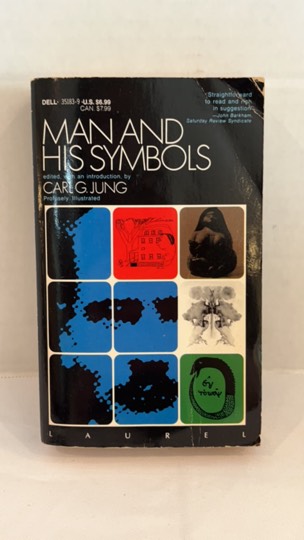 DELL • 35183-9 • U.S. $6.99
CAN. $7.99
"Straightforward
to read and rich
in suggestion."
—John Barkham,
Saturday Review Syndicate
MAN AND
HIS SYMBOLS
edited, with an introduction, by
CARL G. JUNG
Profusely Illustrated
LAUREL